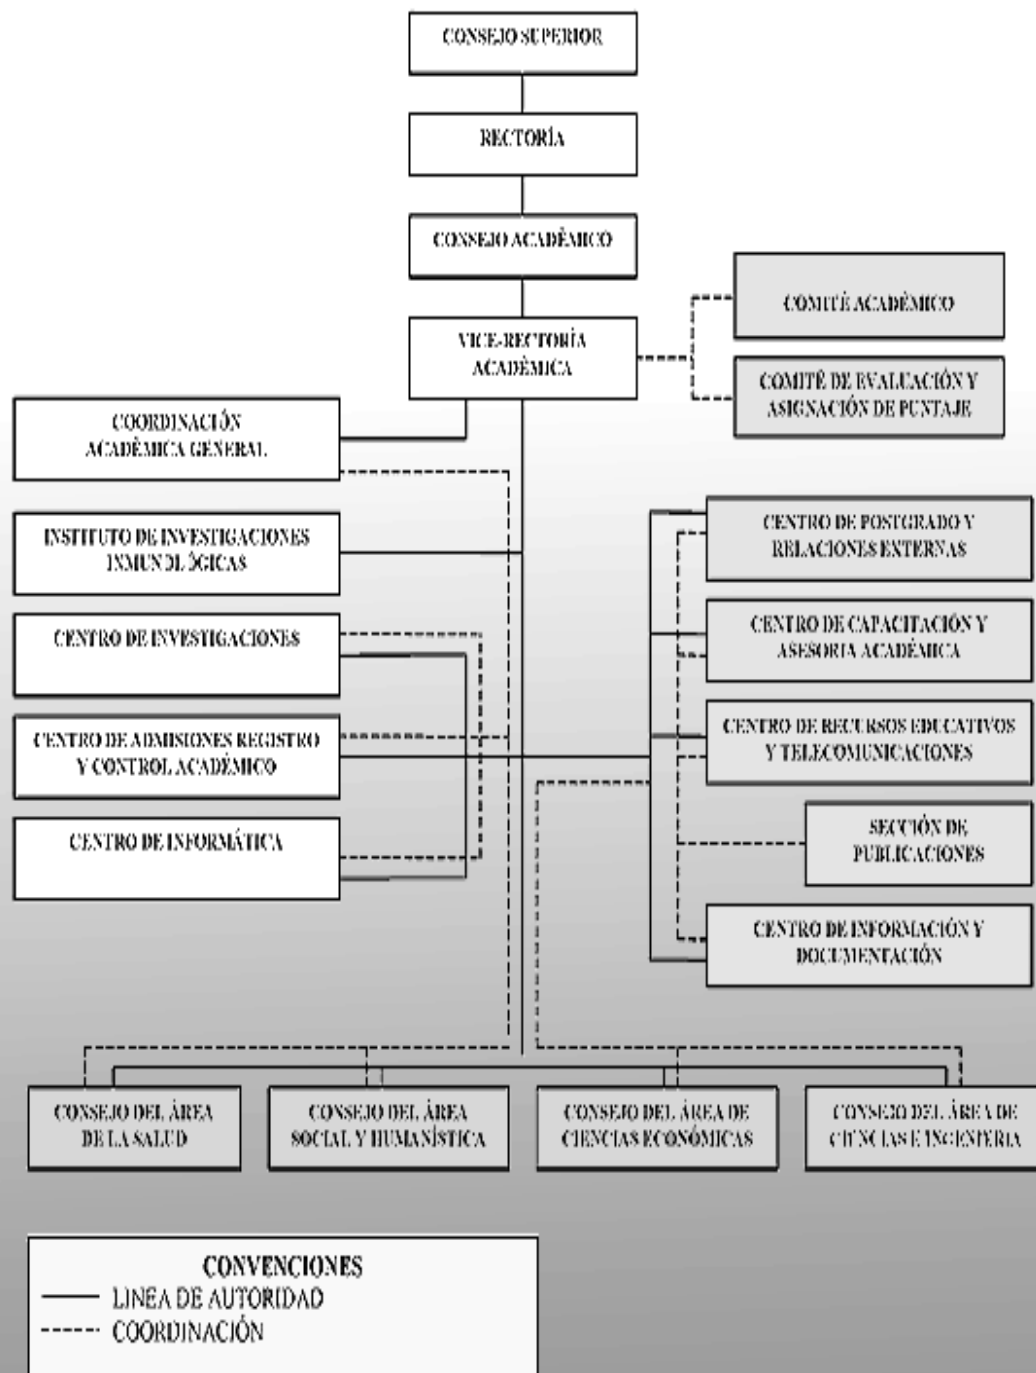 CONSEJO SUPERIOR
RECTORÍA
CONSEJO ACADÉMICO
VICE-RECTORÍA
ACADÉMICA
COMITÉ ACADÉMICO
COMITÉ DE EVALUACIÓN Y
ASIGNACIÓN DE PUNTAJE
COORDINACIÓN
ACADÉMICA GENERAL
INSTITUTO DE INVESTIGACIONES
INMUNOLÓGICAS
CENTRO DE INVESTIGACIONES
CENTRO DE ADMISIONES REGISTRO
Y CONTROL ACADÉMICO
CENTRO DE INFORMÁTICA
CENTRO DE POSTGRADO Y
RELACIONES EXTERNAS
CENTRO DE CAPACITACIÓN Y
ASESORIA ACADÉMICA
CENTRO DE RECURSOS EDUCATIVOS
Y TELECOMUNICACIONES
SECCIÓN DE
PUBLICACIONES
CENTRO DE INFORMACIÓN Y
DOCUMENTACIÓN
CONSEJO DEL ÁREA
DE LA SALUD
CONSEJO DEL ÁREA
SOCIAL Y HUMANÍSTICA
CONSEJO DEL ÁREA DE
CIENCIAS ECONÓMICAS
CONSEJO DEL ÁREA DE
CIENCIAS E INGENIERIA
CONVENCIONES
LINEA DE AUTORIDAD
COORDINACIÓN